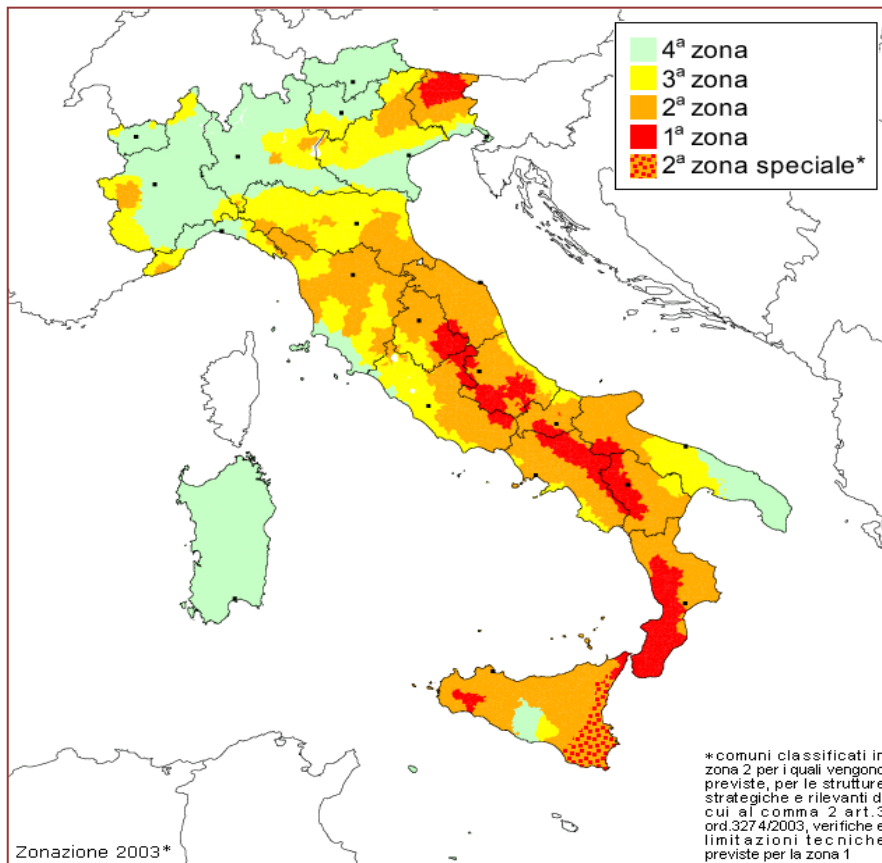 4ª zona
3ª zona
2ª zona
1ª zona
2ª zona speciale*
*comuni classificati in
zona 2 per i quali vengono
previste, per le strutture
strategiche e rilevanti d
cui al comma 2 art.3
ord.3274/2003, verifiche e
limitazioni tecniche
previste per la zona 1
Zonazione 2003*